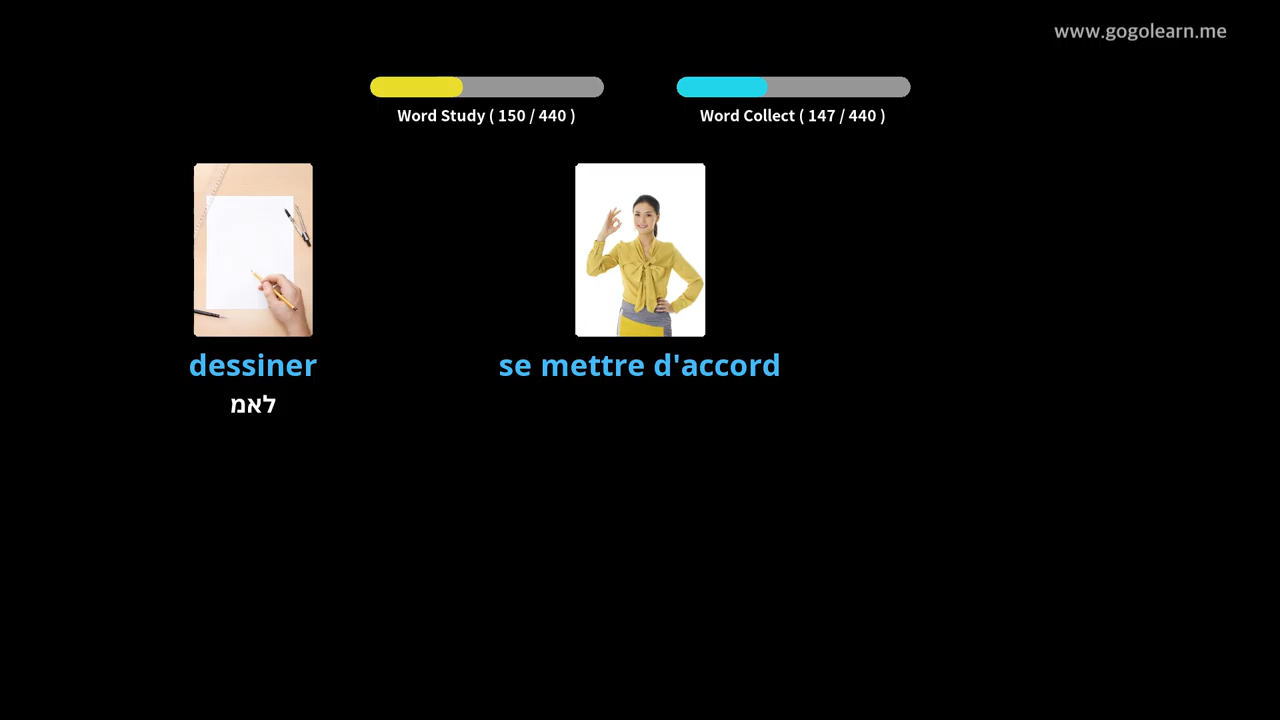 www.gogolearn.me
Word Study ( 150 / 440 )
Word Collect ( 147 / 440 )
dessiner
לאמ
se mettre d'accord